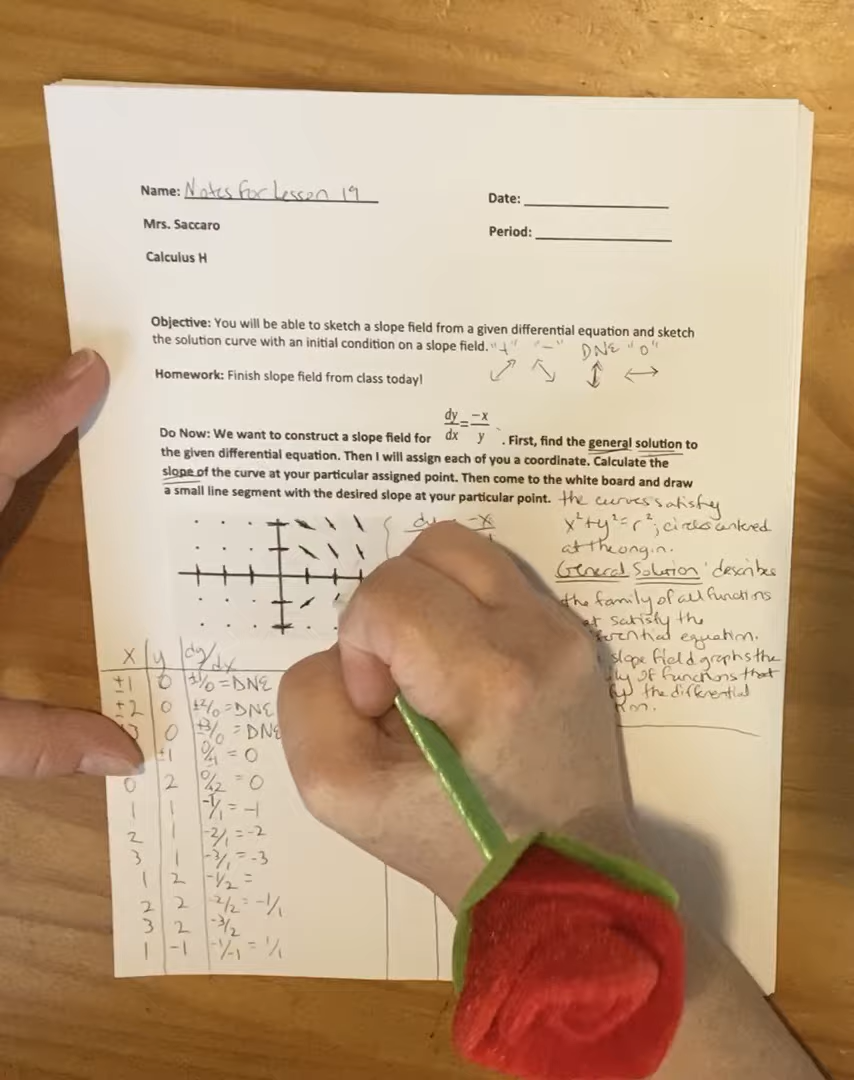 Name: Notes for Lesson 19
Date:
Mrs. Saccaro
Period:
Calculus H
Objective: You will be able to sketch a slope field from a given differential equation and sketch
the solution curve with an initial condition on a slope field. "+" "-" DNE "0"
Homework: Finish slope field from class today!
Do Now: We want to construct a slope field for dy/dx = -x/y. First, find the general solution to
the given differential equation. Then I will assign each of you a coordinate. Calculate the
slope of the curve at your particular assigned point. Then come to the white board and draw
a small line segment with the desired slope at your particular point.
the curves satisfy
x²+y²=r²; circles centered
at the origin.
General Solution: describes
the family of all functions
satisfy the
equation.
slope field graphs the
of functions that
the differential
-x
x y dy/dx
±1 0 ±1/0 = DNE
±2 0 ±2/0 = DNE
0 ±3/0 = DNE
±1 0/±1 = 0
0 2 0/±2 = 0
1 1 -1/1 = -1
2 1 -2/1 = -2
3 1 -3/1 = -3
1 2 -1/2 =
2 2 -2/2 = -1/1
3 2 -3/2
1 -1 -1/-1 = 1/1